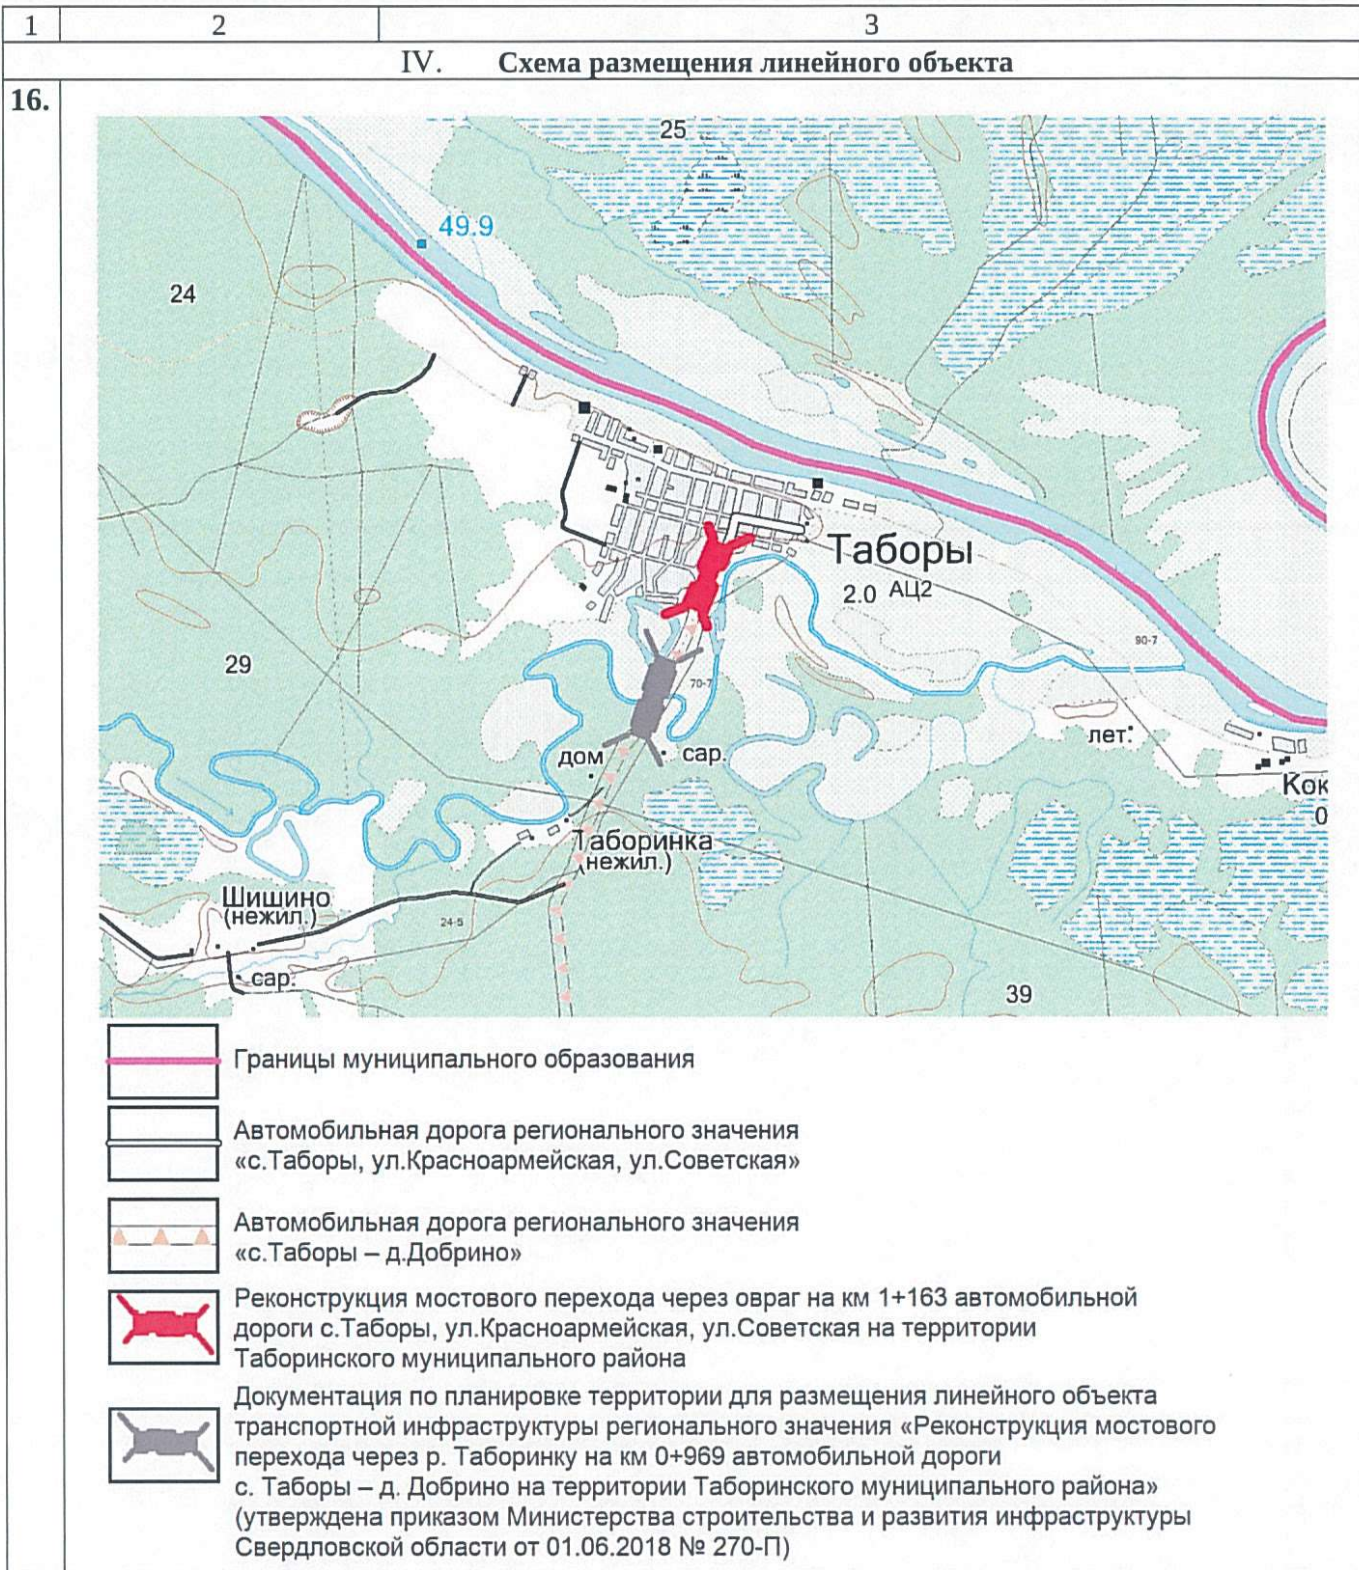 1 2 3
IV. Схема размещения линейного объекта
16.
25
49.9
24
Таборы
2.0 АЦ2
90-7
29
70-7
лет.
дом
сар.
Кок
0
Таборинка
(нежил.)
Шишино
(нежил.)
24-5
сар.
39
Границы муниципального образования
Автомобильная дорога регионального значения
«с.Таборы, ул.Красноармейская, ул.Советская»
Автомобильная дорога регионального значения
«с.Таборы – д.Добрино»
Реконструкция мостового перехода через овраг на км 1+163 автомобильной
дороги с.Таборы, ул.Красноармейская, ул.Советская на территории
Таборинского муниципального района
Документация по планировке территории для размещения линейного объекта
транспортной инфраструктуры регионального значения «Реконструкция мостового
перехода через р. Таборинку на км 0+969 автомобильной дороги
с. Таборы – д. Добрино на территории Таборинского муниципального района»
(утверждена приказом Министерства строительства и развития инфраструктуры
Свердловской области от 01.06.2018 № 270-П)